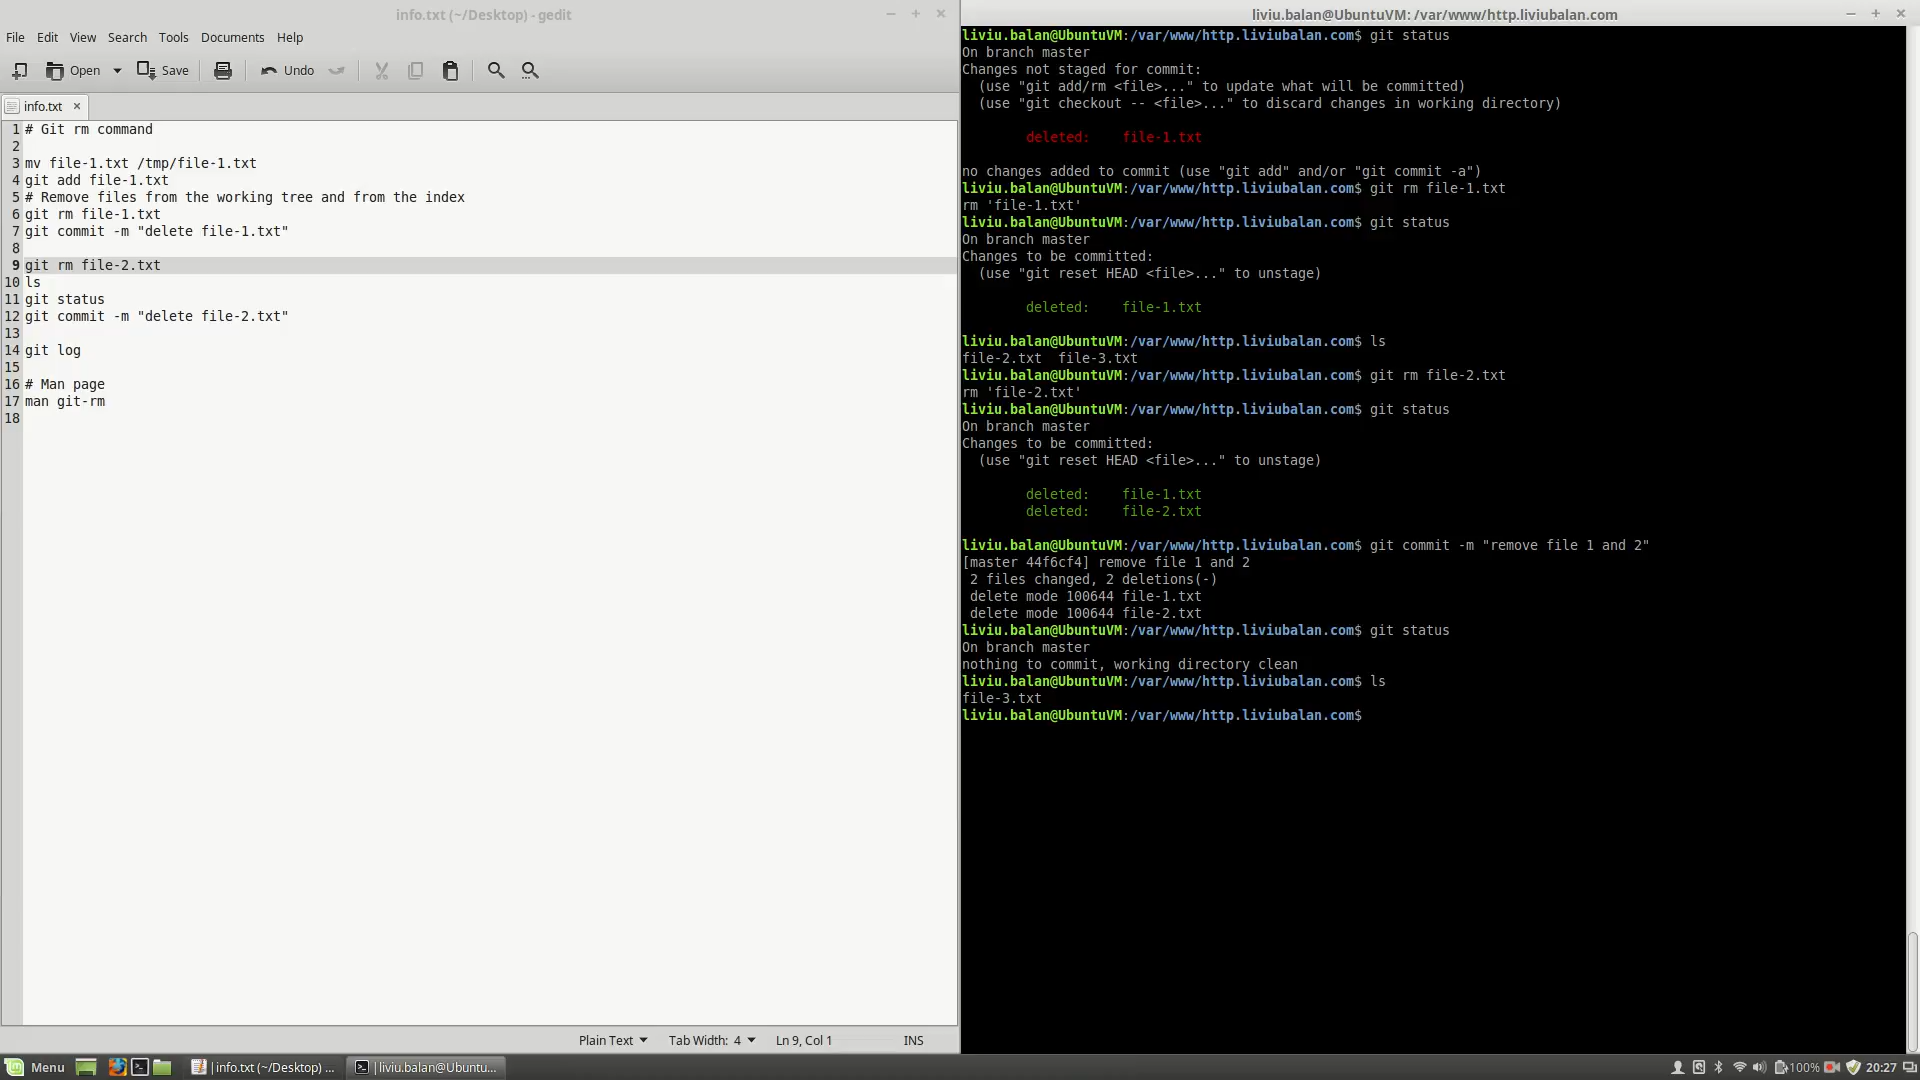 info.txt (~/Desktop) - gedit
File Edit View Search Tools Documents Help
Open Save Undo
info.txt
1 # Git rm command
2
3 mv file-1.txt /tmp/file-1.txt
4 git add file-1.txt
5 # Remove files from the working tree and from the index
6 git rm file-1.txt
7 git commit -m "delete file-1.txt"
8
9 git rm file-2.txt
10 ls
11 git status
12 git commit -m "delete file-2.txt"
13
14 git log
15
16 # Man page
17 man git-rm
18
Plain Text Tab Width: 4 Ln 9, Col 1 INS
liviu.balan@UbuntuVM: /var/www/http.liviubalan.com
liviu.balan@UbuntuVM:/var/www/http.liviubalan.com$ git status
On branch master
Changes not staged for commit:
(use "git add/rm <file>..." to update what will be committed)
(use "git checkout -- <file>..." to discard changes in working directory)
deleted: file-1.txt
no changes added to commit (use "git add" and/or "git commit -a")
liviu.balan@UbuntuVM:/var/www/http.liviubalan.com$ git rm file-1.txt
rm 'file-1.txt'
liviu.balan@UbuntuVM:/var/www/http.liviubalan.com$ git status
On branch master
Changes to be committed:
(use "git reset HEAD <file>..." to unstage)
deleted: file-1.txt
liviu.balan@UbuntuVM:/var/www/http.liviubalan.com$ ls
file-2.txt file-3.txt
liviu.balan@UbuntuVM:/var/www/http.liviubalan.com$ git rm file-2.txt
rm 'file-2.txt'
liviu.balan@UbuntuVM:/var/www/http.liviubalan.com$ git status
On branch master
Changes to be committed:
(use "git reset HEAD <file>..." to unstage)
deleted: file-1.txt
deleted: file-2.txt
liviu.balan@UbuntuVM:/var/www/http.liviubalan.com$ git commit -m "remove file 1 and 2"
[master 44f6cf4] remove file 1 and 2
2 files changed, 2 deletions(-)
delete mode 100644 file-1.txt
delete mode 100644 file-2.txt
liviu.balan@UbuntuVM:/var/www/http.liviubalan.com$ git status
On branch master
nothing to commit, working directory clean
liviu.balan@UbuntuVM:/var/www/http.liviubalan.com$ ls
file-3.txt
liviu.balan@UbuntuVM:/var/www/http.liviubalan.com$
Menu |info.txt (~/Desktop) ... |liviu.balan@Ubuntu... 100% 20:27